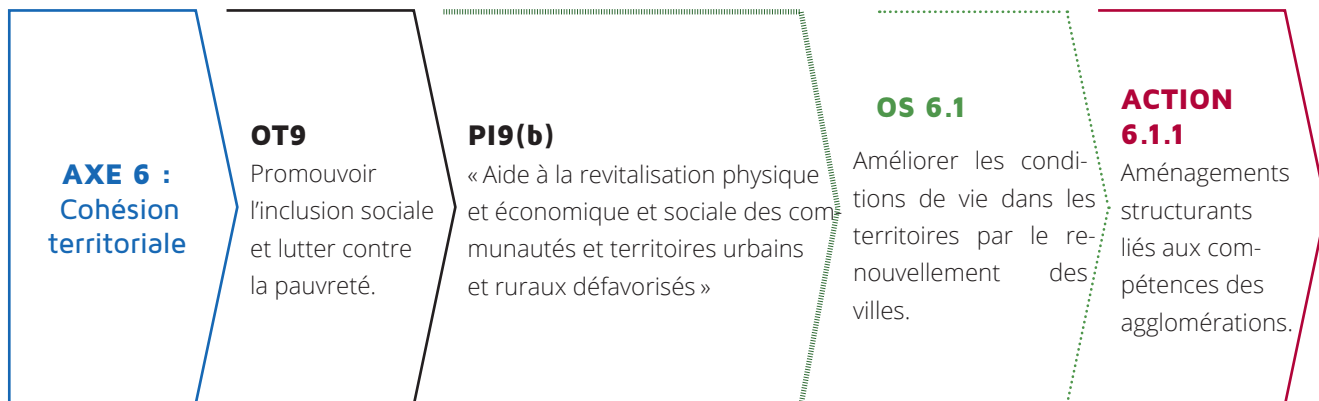 AXE 6 :
Cohésion
territoriale
OT9
Promouvoir
l’inclusion sociale
et lutter contre
la pauvreté.
PI9(b)
« Aide à la revitalisation physique
et économique et sociale des com-
munautés et territoires urbains
et ruraux défavorisés »
OS 6.1
Améliorer les condi-
tions de vie dans les
territoires par le re-
nouvellement des
villes.
ACTION
6.1.1
Aménagements
structurants
liés aux com-
pétences des
agglomérations.